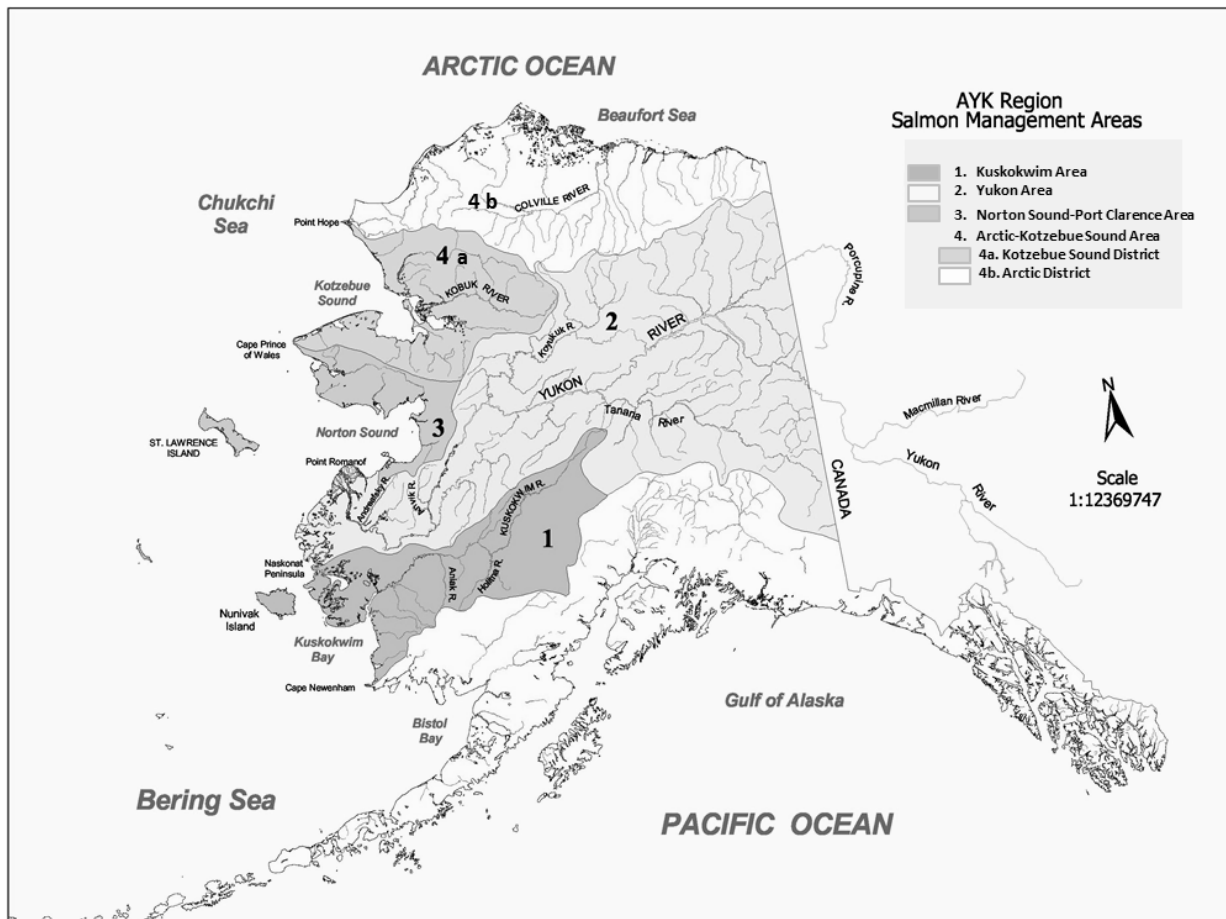 ARCTIC OCEAN
Beaufort Sea
AYK Region
Salmon Management Areas
1. Kuskokwim Area
2. Yukon Area
3. Norton Sound-Port Clarence Area
4. Arctic-Kotzebue Sound Area
4a. Kotzebue Sound District
4b. Arctic District
Chukchi
Sea
Point Hope
4 b
COLVILLE RIVER
4 a
KOBUK RIVER
Kotzebue
Sound
Porcupine R.
2
Koyukuk R.
RIVER
Cape Prince
of Wales
YUKON
Tanana
River
Macmillan River
N
ST. LAWRENCE
ISLAND
Norton Sound
3
Point Romanof
Andreafsky R.
Anvik R.
KUSKOKWIM R.
CANADA
Yukon
River
Scale
1:12369747
1
Naskonat
Peninsula
Aniak R.
Holitna R.
Nunivak
Island
Kuskokwim
Bay
Cape Newenham
Gulf of Alaska
Bistol
Bay
Bering Sea
PACIFIC OCEAN